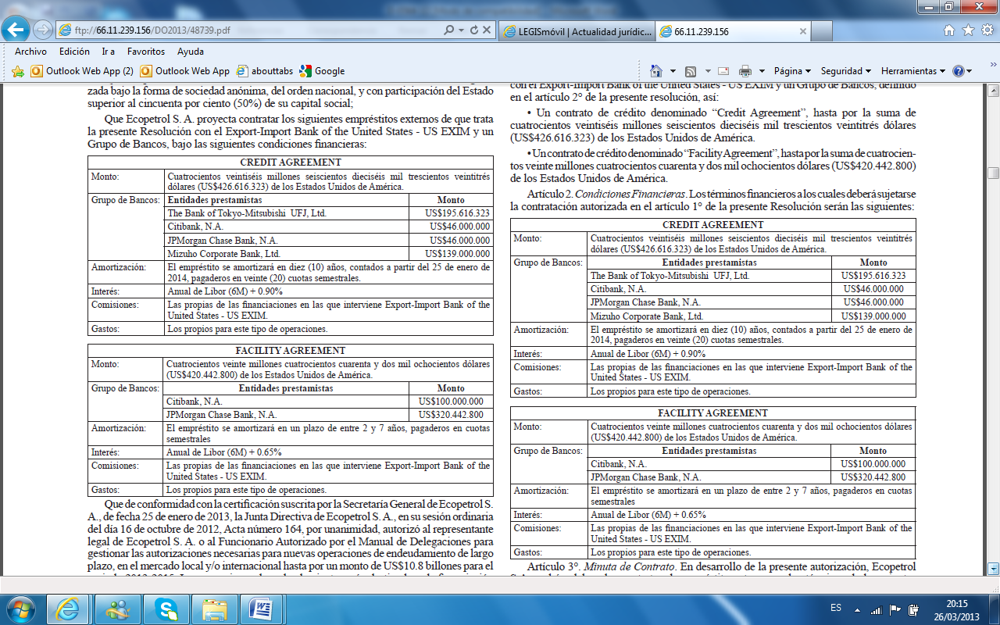 ftp://66.11.239.156/DO2013/48739.pdf
LEGISmóvil | Actualidad jurídic...
66.11.239.156
Archivo Edición Ir a Favoritos Ayuda
Outlook Web App (2) Outlook Web App abouttabs Google
Página Seguridad Herramientas
zada bajo la forma de sociedad anónima, del orden nacional, y con participación del Estado
superior al cincuenta por ciento (50%) de su capital social;
Que Ecopetrol S. A. proyecta contratar los siguientes empréstitos externos de que trata
la presente Resolución con el Export-Import Bank of the United States - US EXIM y un
Grupo de Bancos, bajo las siguientes condiciones financieras:
CREDIT AGREEMENT
Monto: Cuatrocientos veintiséis millones seiscientos dieciséis mil trescientos veintitrés
dólares (US$426.616.323) de los Estados Unidos de América.
Grupo de Bancos: Entidades prestamistas Monto
The Bank of Tokyo-Mitsubishi UFJ, Ltd. US$195.616.323
Citibank, N.A. US$46.000.000
JPMorgan Chase Bank, N.A. US$46.000.000
Mizuho Corporate Bank, Ltd. US$139.000.000
Amortización: El empréstito se amortizará en diez (10) años, contados a partir del 25 de enero de
2014, pagaderos en veinte (20) cuotas semestrales.
Interés: Anual de Libor (6M) + 0.90%
Comisiones: Las propias de las financiaciones en las que interviene Export-Import Bank of the
United States - US EXIM.
Gastos: Los propios para este tipo de operaciones.
FACILITY AGREEMENT
Monto: Cuatrocientos veinte millones cuatrocientos cuarenta y dos mil ochocientos dólares
(US$420.442.800) de los Estados Unidos de América.
Grupo de Bancos: Entidades prestamistas Monto
Citibank, N.A. US$100.000.000
JPMorgan Chase Bank, N.A. US$320.442.800
Amortización: El empréstito se amortizará en un plazo de entre 2 y 7 años, pagaderos en cuotas
semestrales
Interés: Anual de Libor (6M) + 0.65%
Comisiones: Las propias de las financiaciones en las que interviene Export-Import Bank of the
United States - US EXIM.
Gastos: Los propios para este tipo de operaciones.
Que de conformidad con la certificación suscrita por la Secretaría General de Ecopetrol S.
A., de fecha 25 de enero de 2013, la Junta Directiva de Ecopetrol S. A., en su sesión ordinaria
del día 16 de octubre de 2012, Acta número 164, por unanimidad, autorizó al representante
legal de Ecopetrol S. A. o al Funcionario Autorizado por el Manual de Delegaciones para
gestionar las autorizaciones necesarias para nuevas operaciones de endeudamiento de largo
plazo, en el mercado local y/o internacional hasta por un monto de US$10.8 billones para el
con el Export-Import Bank of the United States - US EXIM y un Grupo de Bancos, definido
en el artículo 2° de la presente resolución, así:
• Un contrato de crédito denominado “Credit Agreement”, hasta por la suma de
cuatrocientos veintiséis millones seiscientos dieciséis mil trescientos veintitrés dólares
(US$426.616.323) de los Estados Unidos de América.
• Un contrato de crédito denominado “Facility Agreement”, hasta por la suma de cuatrocien-
tos veinte millones cuatrocientos cuarenta y dos mil ochocientos dólares (US$420.442.800)
de los Estados Unidos de América.
Artículo 2. Condiciones Financieras. Los términos financieros a los cuales deberá sujetarse
la contratación autorizada en el artículo 1° de la presente Resolución serán las siguientes:
CREDIT AGREEMENT
Monto: Cuatrocientos veintiséis millones seiscientos dieciséis mil trescientos veintitrés
dólares (US$426.616.323) de los Estados Unidos de América.
Grupo de Bancos: Entidades prestamistas Monto
The Bank of Tokyo-Mitsubishi UFJ, Ltd. US$195.616.323
Citibank, N.A. US$46.000.000
JPMorgan Chase Bank, N.A. US$46.000.000
Mizuho Corporate Bank, Ltd. US$139.000.000
Amortización: El empréstito se amortizará en diez (10) años, contados a partir del 25 de enero de
2014, pagaderos en veinte (20) cuotas semestrales.
Interés: Anual de Libor (6M) + 0.90%
Comisiones: Las propias de las financiaciones en las que interviene Export-Import Bank of the
United States - US EXIM.
Gastos: Los propios para este tipo de operaciones.
FACILITY AGREEMENT
Monto: Cuatrocientos veinte millones cuatrocientos cuarenta y dos mil ochocientos dólares
(US$420.442.800) de los Estados Unidos de América.
Grupo de Bancos: Entidades prestamistas Monto
Citibank, N.A. US$100.000.000
JPMorgan Chase Bank, N.A. US$320.442.800
Amortización: El empréstito se amortizará en un plazo de entre 2 y 7 años, pagaderos en cuotas
semestrales
Interés: Anual de Libor (6M) + 0.65%
Comisiones: Las propias de las financiaciones en las que interviene Export-Import Bank of the
United States - US EXIM.
Gastos: Los propios para este tipo de operaciones.
Artículo 3°. Minuta de Contrato. En desarrollo de la presente autorización, Ecopetrol
ES
20:15
26/03/2013